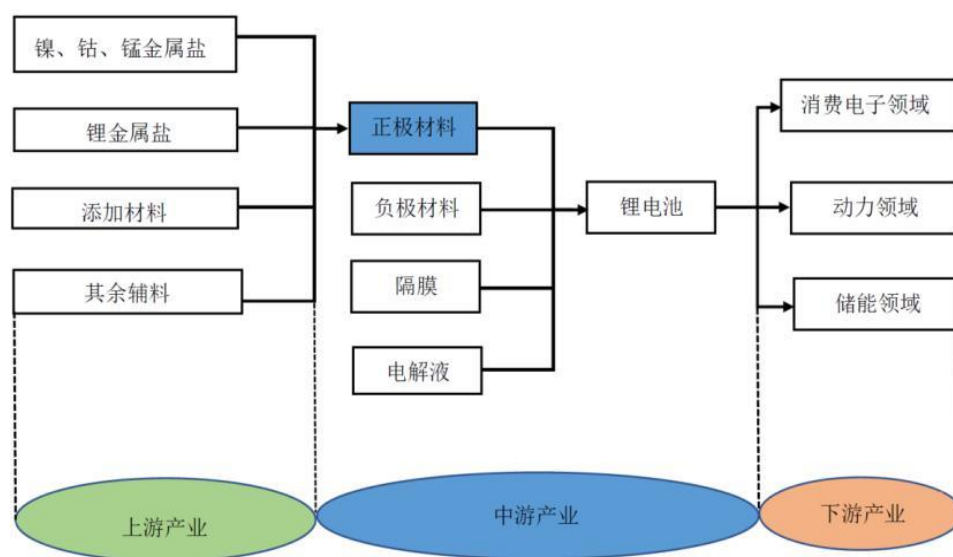 镍、钴、锰金属盐
锂金属盐
添加材料
其余辅料
正极材料
负极材料
隔膜
电解液
锂电池
消费电子领域
动力领域
储能领域
上游产业
中游产业
下游产业